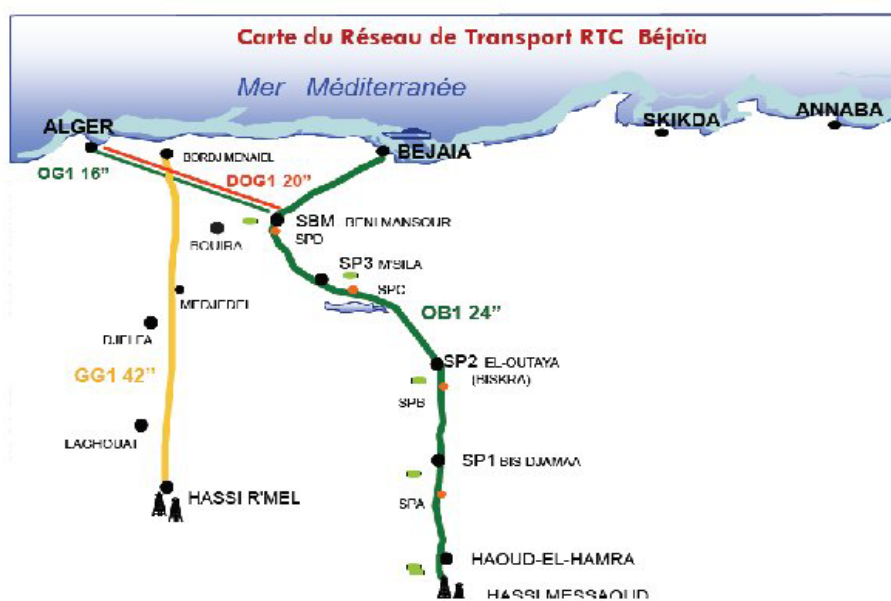 Carte du Réseau de Transport RTC Béjaïa
Mer Méditerranée
ALGER
BORDJ MENAIEL
BEJAIA
SKIKDA
ANNABA
OG1 16”
DOG1 20”
SBM BENI MANSOUR
SPD
BOUIRA
SP3 M'SILA
SPC
MEDJEDEL
OB1 24”
DJELFA
GG1 42”
SP2 EL-OUTAYA
(BISKRA)
SPB
LAGHOUAT
SP1 BIS DJAMAA
HASSI R'MEL
SPA
HAOUD-EL-HAMRA
HASSI MESSAOUD